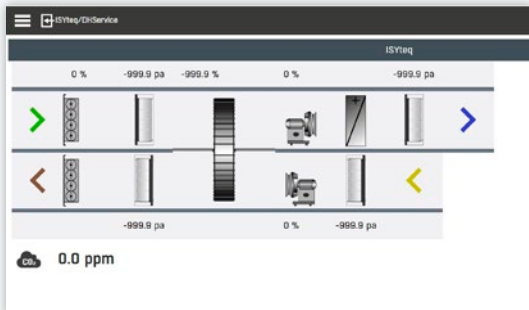 ISYteq/DHService
ISYteq
0 % -999.9 pa -999.9 % 0 % -999.9 pa
-999.9 pa 0 % -999.9 pa
CO₂ 0.0 ppm